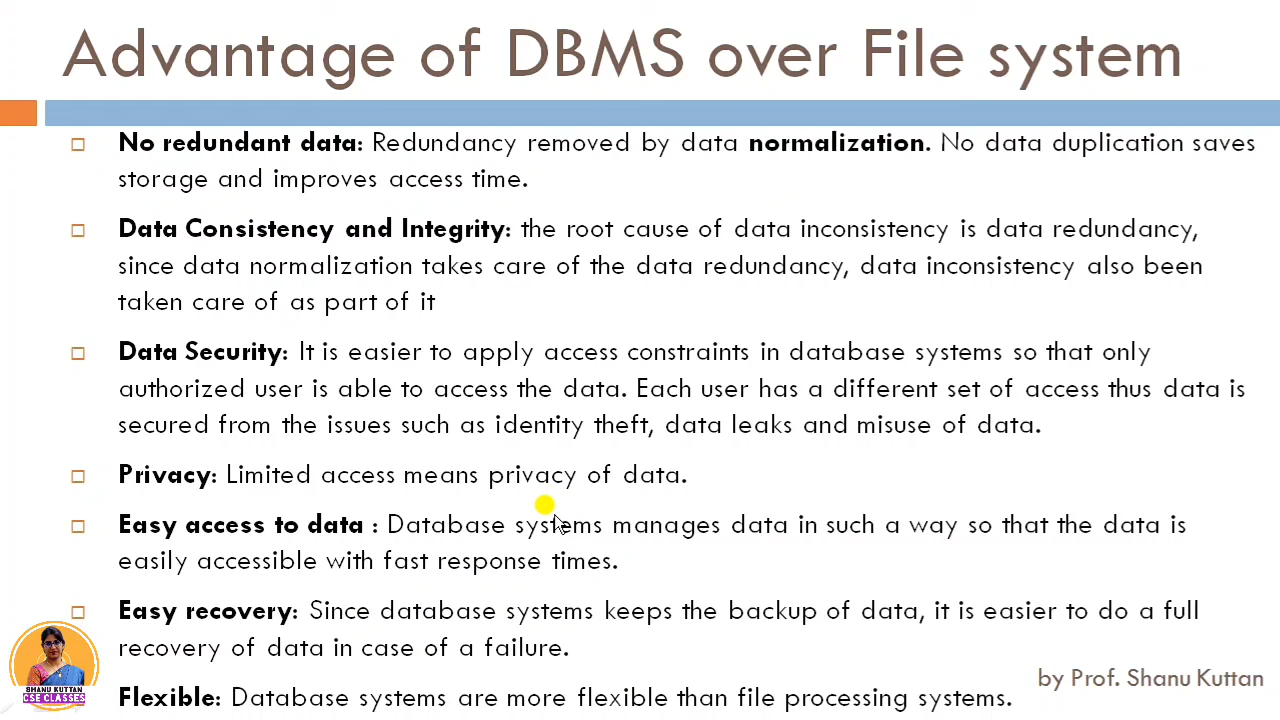 Advantage of DBMS over File system
No redundant data: Redundancy removed by data normalization. No data duplication saves
storage and improves access time.
Data Consistency and Integrity: the root cause of data inconsistency is data redundancy,
since data normalization takes care of the data redundancy, data inconsistency also been
taken care of as part of it
Data Security: It is easier to apply access constraints in database systems so that only
authorized user is able to access the data. Each user has a different set of access thus data is
secured from the issues such as identity theft, data leaks and misuse of data.
Privacy: Limited access means privacy of data.
Easy access to data : Database systems manages data in such a way so that the data is
easily accessible with fast response times.
Easy recovery: Since database systems keeps the backup of data, it is easier to do a full
recovery of data in case of a failure.
Flexible: Database systems are more flexible than file processing systems.
by Prof. Shanu Kuttan
SHANU KUTTAN
CSE CLASSES